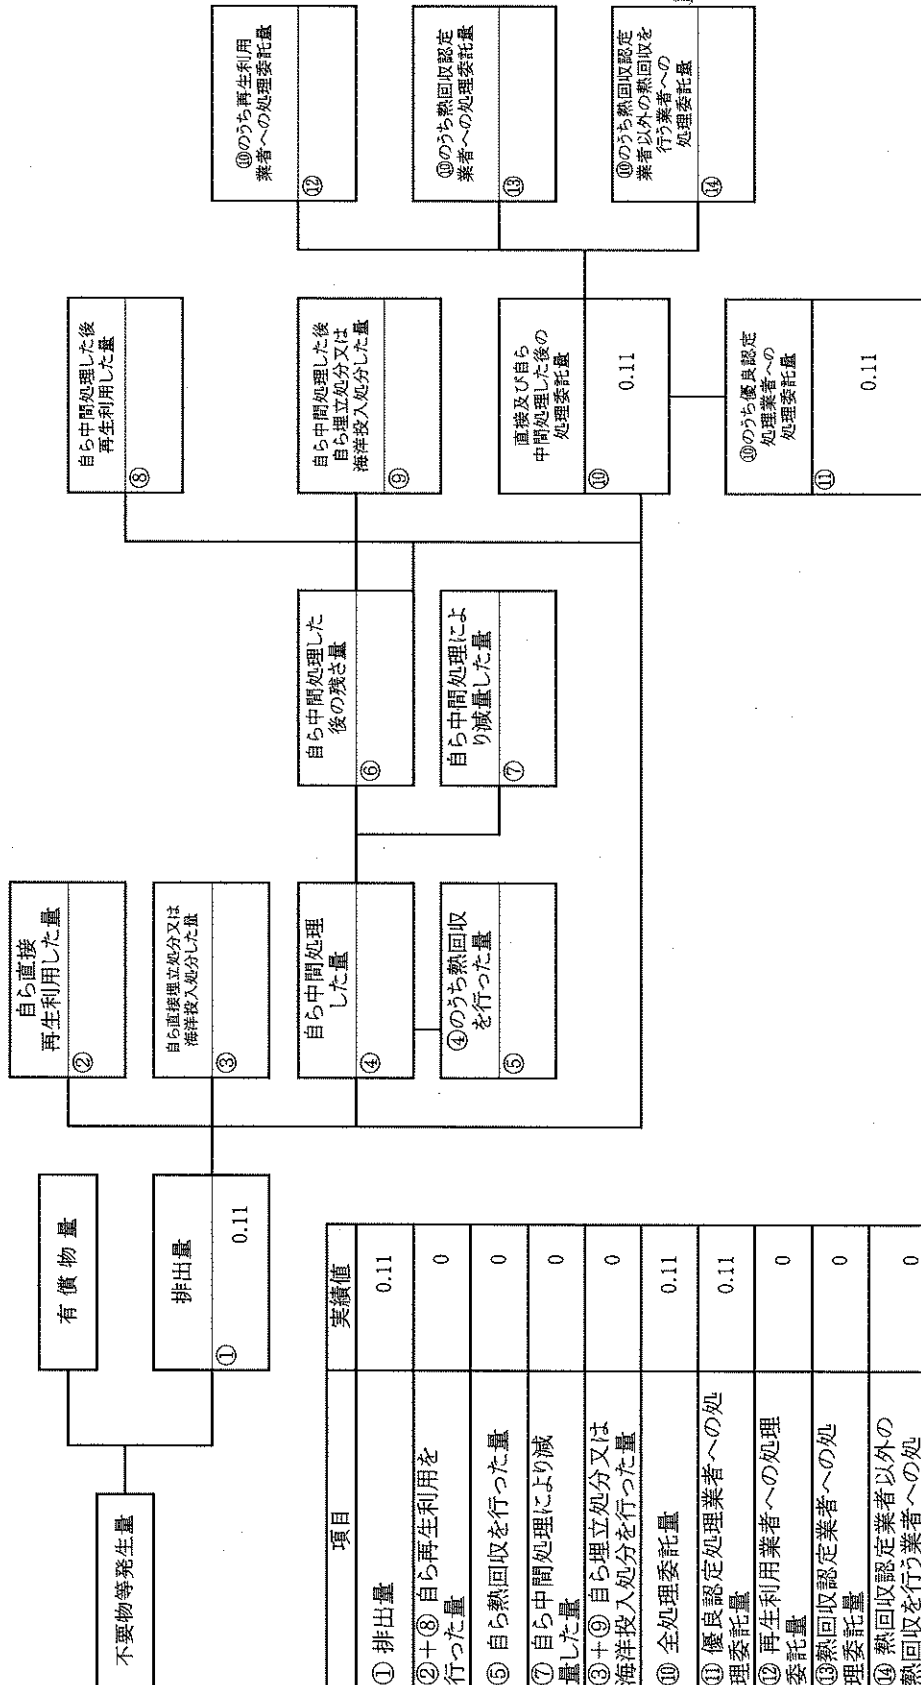 不要物等発生量
有償物量
排出量
①
0.11
自ら直接
再生利用した量
②
自ら直接埋立処分又は
海洋投入処分した量
③
自ら中間処理
した量
④
④のうち熱回収
を行った量
⑤
自ら中間処理した
後の残さ量
⑥
自ら中間処理によ
り減量した量
⑦
自ら中間処理した後
再生利用した量
⑧
自ら中間処理した後
自ら埋立処分又は
海洋投入処分した量
⑨
直接及び自ら
中間処理した後の
処理委託量
⑩
0.11
⑩のうち優良認定
処理業者への
処理委託量
⑪
0.11
⑩のうち再生利用
業者への処理委託量
⑫
⑩のうち熱回収認定
業者への処理委託量
⑬
⑩のうち熱回収認定
業者以外の熱回収を
行う業者への
処理委託量
⑭
項目 実績値
①排出量 0.11
②+⑧自ら再生利用を
行った量 0
⑤自ら熱回収を行った量 0
⑦自ら中間処理により減
量した量 0
③+⑨自ら埋立処分又は
海洋投入処分を行った量 0
⑩全処理委託量 0.11
⑪優良認定処理業者への処
理委託量 0.11
⑫再生利用業者への処理
委託量 0
⑬熱回収認定業者への処
理委託量 0
⑭熱回収認定業者以外の
熱回収を行う業者への処 0